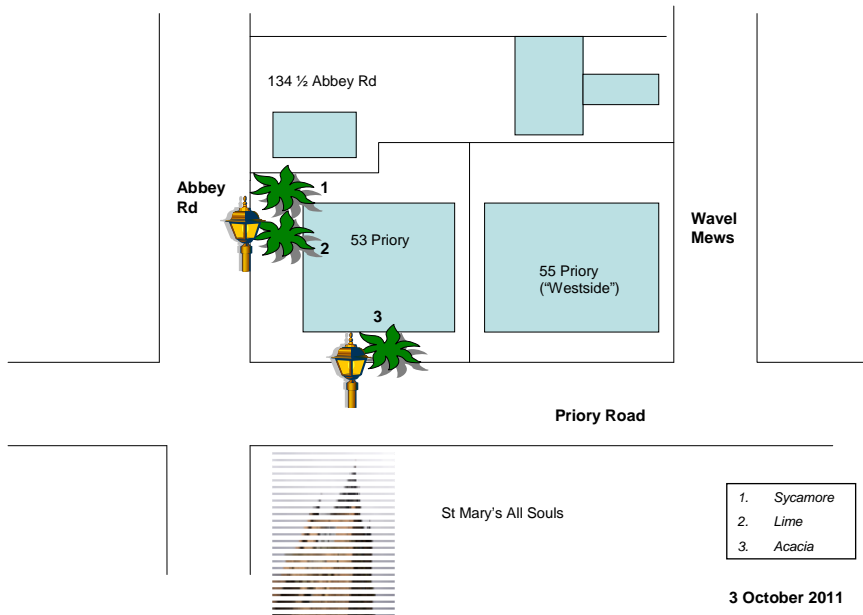 134 ½ Abbey Rd
Abbey
Rd
1
2
53 Priory
3
55 Priory
(“Westside”)
Wavel
Mews
Priory Road
St Mary's All Souls
1. Sycamore
2. Lime
3. Acacia
3 October 2011